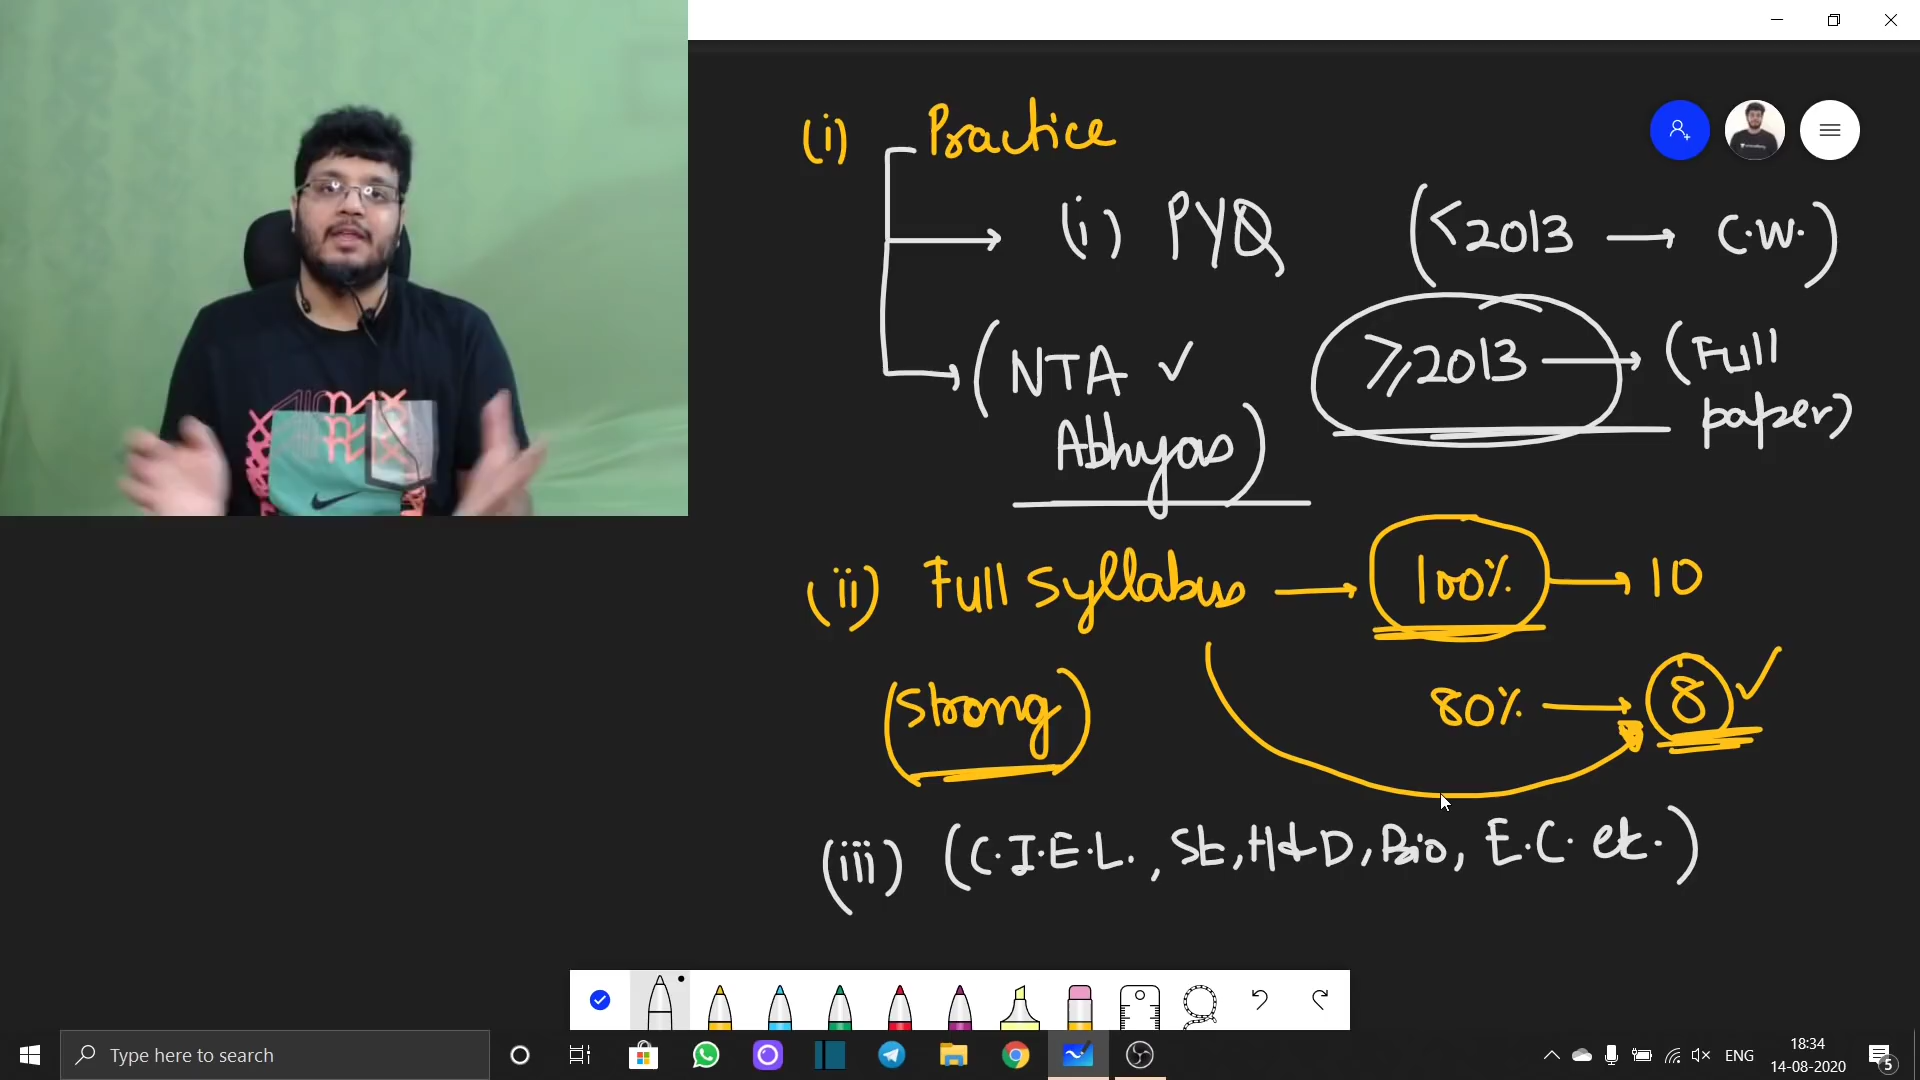 (i) Practice
(i) PYQ (<2013 → C.W.)
(NTA ✓ Abhyas)
≥2013 → (Full paper)
(ii) Full Syllabus → 100% → 10
(Strong) 80% → 8 ✓
(iii) (C.I.E.L., St, H&D, Bio, E.C. etc.)
Type here to search
ENG
18:34
14-08-2020
5